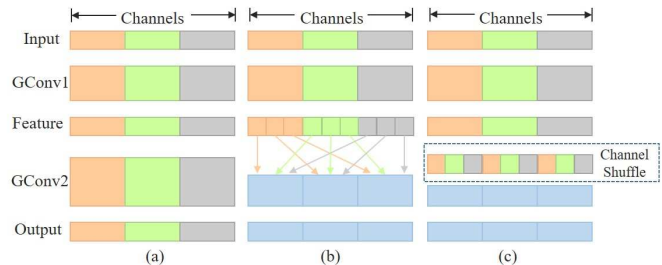 Channels Channels Channels
Input
GConv1
Feature
Channel
Shuffle
GConv2
Output
(a) (b) (c)